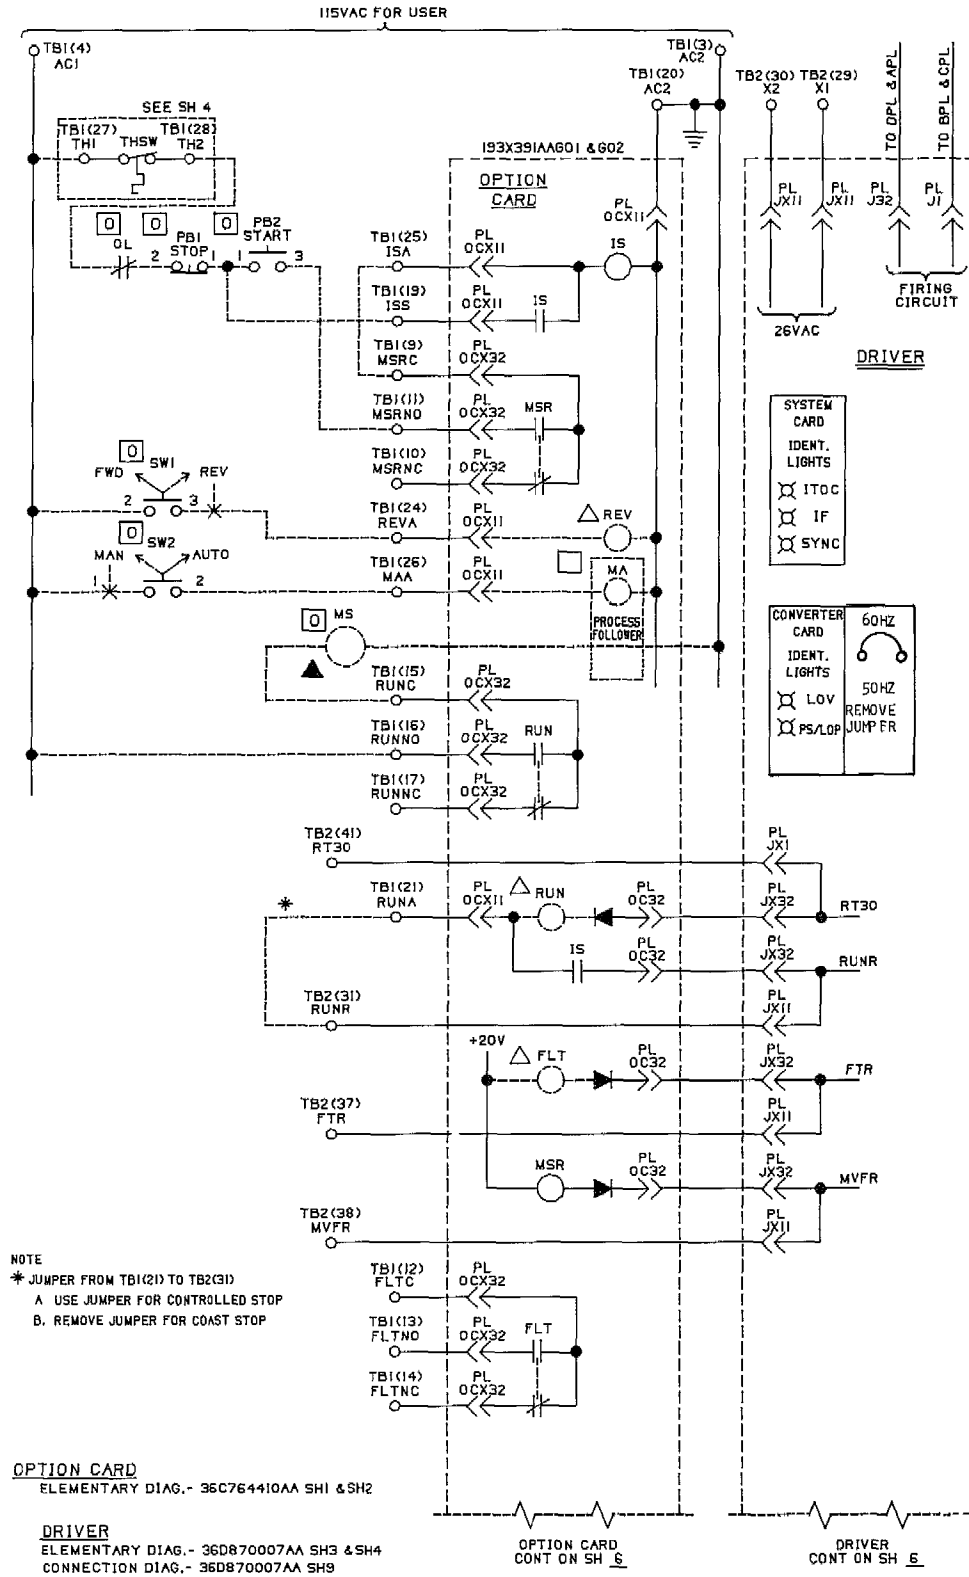 115VAC FOR USER
TB1(4)
AC1
TB1(3)
AC2
TB1(20)
AC2
TB2(30)
X2
TB2(29)
X1
TO DPL & APL
TO BPL & CPL
SEE SH 4
TB1(27)
TH1
THSW
TB1(28)
TH2
193X391AAG01 & G02
OPTION
CARD
PL
OCX11
PL
JX11
PL
JX11
PL
J32
PL
J1
O
O
O
OL
2
PB1
STOP
1
1
PB2
START
3
TB1(25)
ISA
PL
OCX11
IS
TB1(19)
ISS
PL
OCX11
IS
26VAC
FIRING
CIRCUIT
TB1(9)
MSRC
PL
OCX32
DRIVER
TB1(11)
MSRNO
PL
OCX32
MSR
TB1(10)
MSRNC
PL
OCX32
SYSTEM
CARD
IDENT.
LIGHTS
ITOC
IF
SYNC
O
FWD
SW1
REV
2
3
TB1(24)
REVA
PL
OCX11
REV
O
MAN
SW2
AUTO
1
2
TB1(26)
MAA
PL
OCX11
MA
PROCESS
FOLLOWER
O
MS
CONVERTER
CARD
IDENT.
LIGHTS
LOV
PS/LOP
60HZ
50HZ
REMOVE
JUMPER
TB1(15)
RUNC
PL
OCX32
TB1(16)
RUNNO
PL
OCX32
RUN
TB1(17)
RUNNC
PL
OCX32
TB2(41)
RT30
PL
JX1
*
TB1(21)
RUNA
PL
OCX11
RUN
PL
OC32
PL
JX32
RT30
IS
PL
OC32
PL
JX32
RUNR
TB2(31)
RUNR
PL
JX11
+20V
FLT
PL
OC32
PL
JX32
FTR
TB2(37)
FTR
PL
JX11
MSR
PL
OC32
PL
JX32
MVFR
TB2(38)
MVFR
PL
JX11
NOTE
* JUMPER FROM TB1(21) TO TB2(31)
A USE JUMPER FOR CONTROLLED STOP
B. REMOVE JUMPER FOR COAST STOP
TB1(12)
FLTC
PL
OCX32
TB1(13)
FLTNO
PL
OCX32
FLT
TB1(14)
FLTNC
PL
OCX32
OPTION CARD
ELEMENTARY DIAG.- 36C764410AA SH1 & SH2
DRIVER
ELEMENTARY DIAG.- 36D870007AA SH3 & SH4
CONNECTION DIAG.- 36D870007AA SH9
OPTION CARD
CONT ON SH 6
DRIVER
CONT ON SH 6